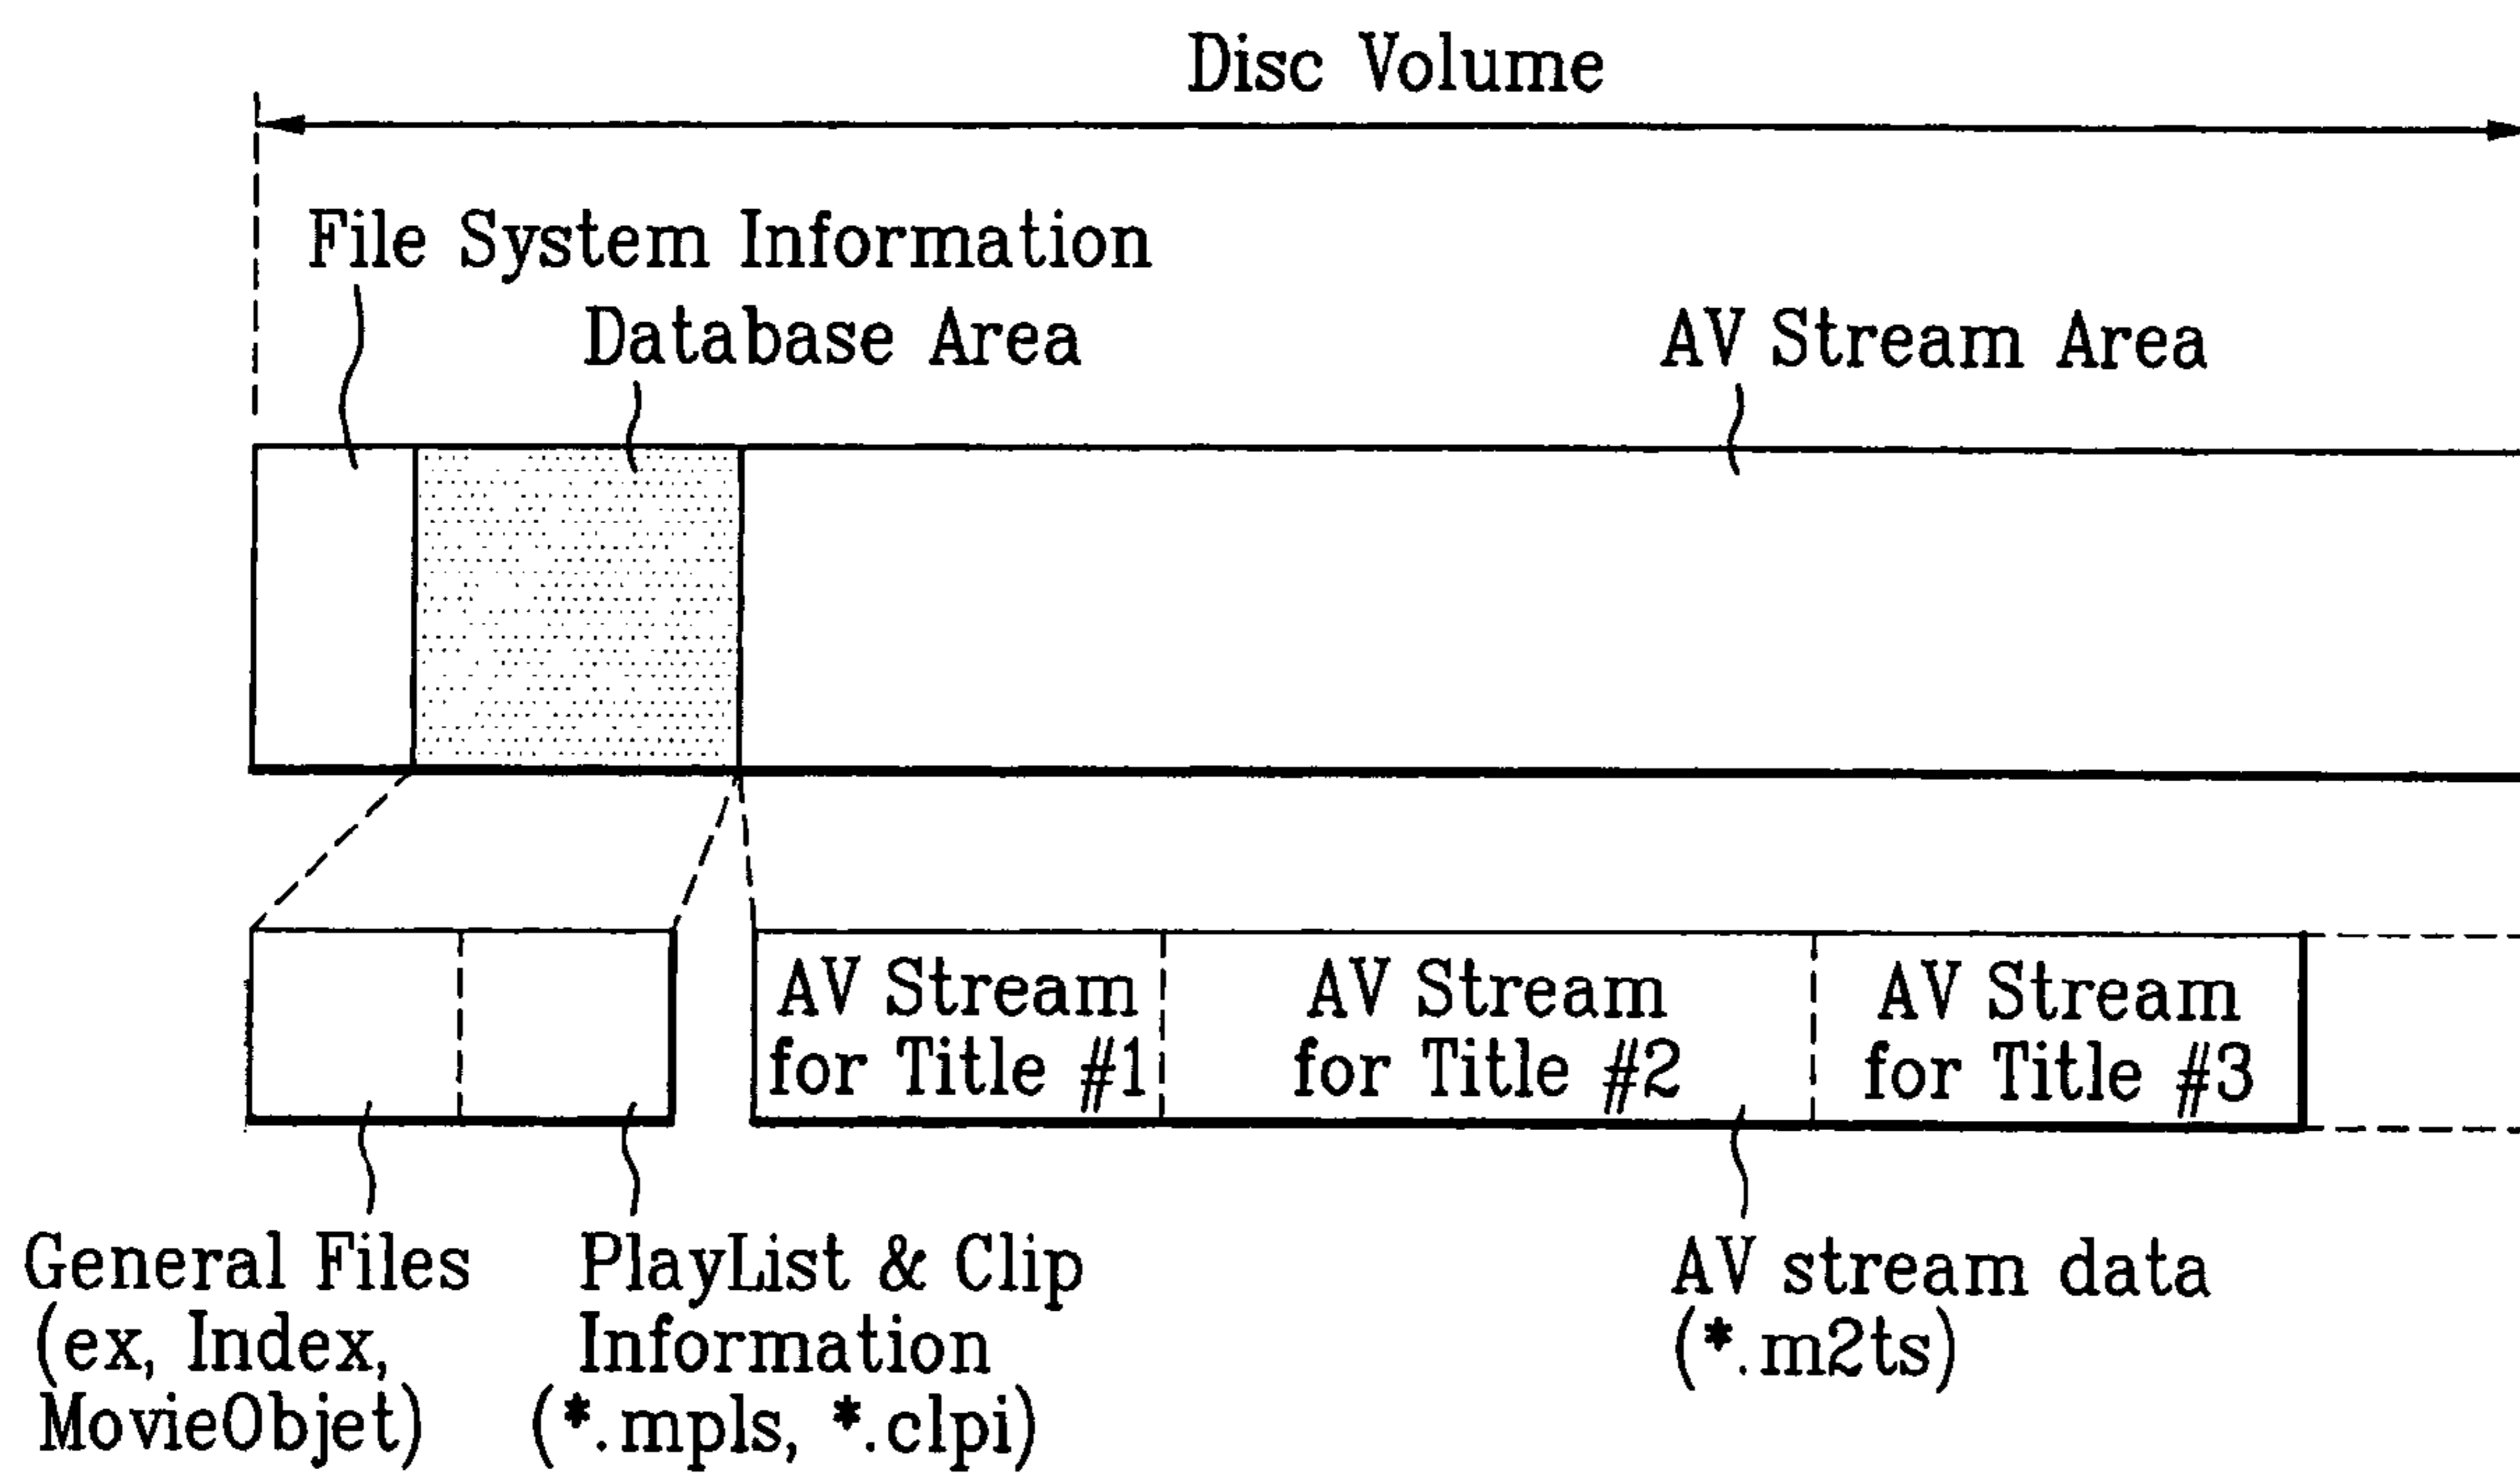 Disc Volume
File System Information
Database Area
AV Stream Area
AV Stream
for Title #1
AV Stream
for Title #2
AV Stream
for Title #3
General Files
(ex, Index,
MovieObjet)
PlayList & Clip
Information
(*.mpls, *.clpi)
AV stream data
(*.m2ts)